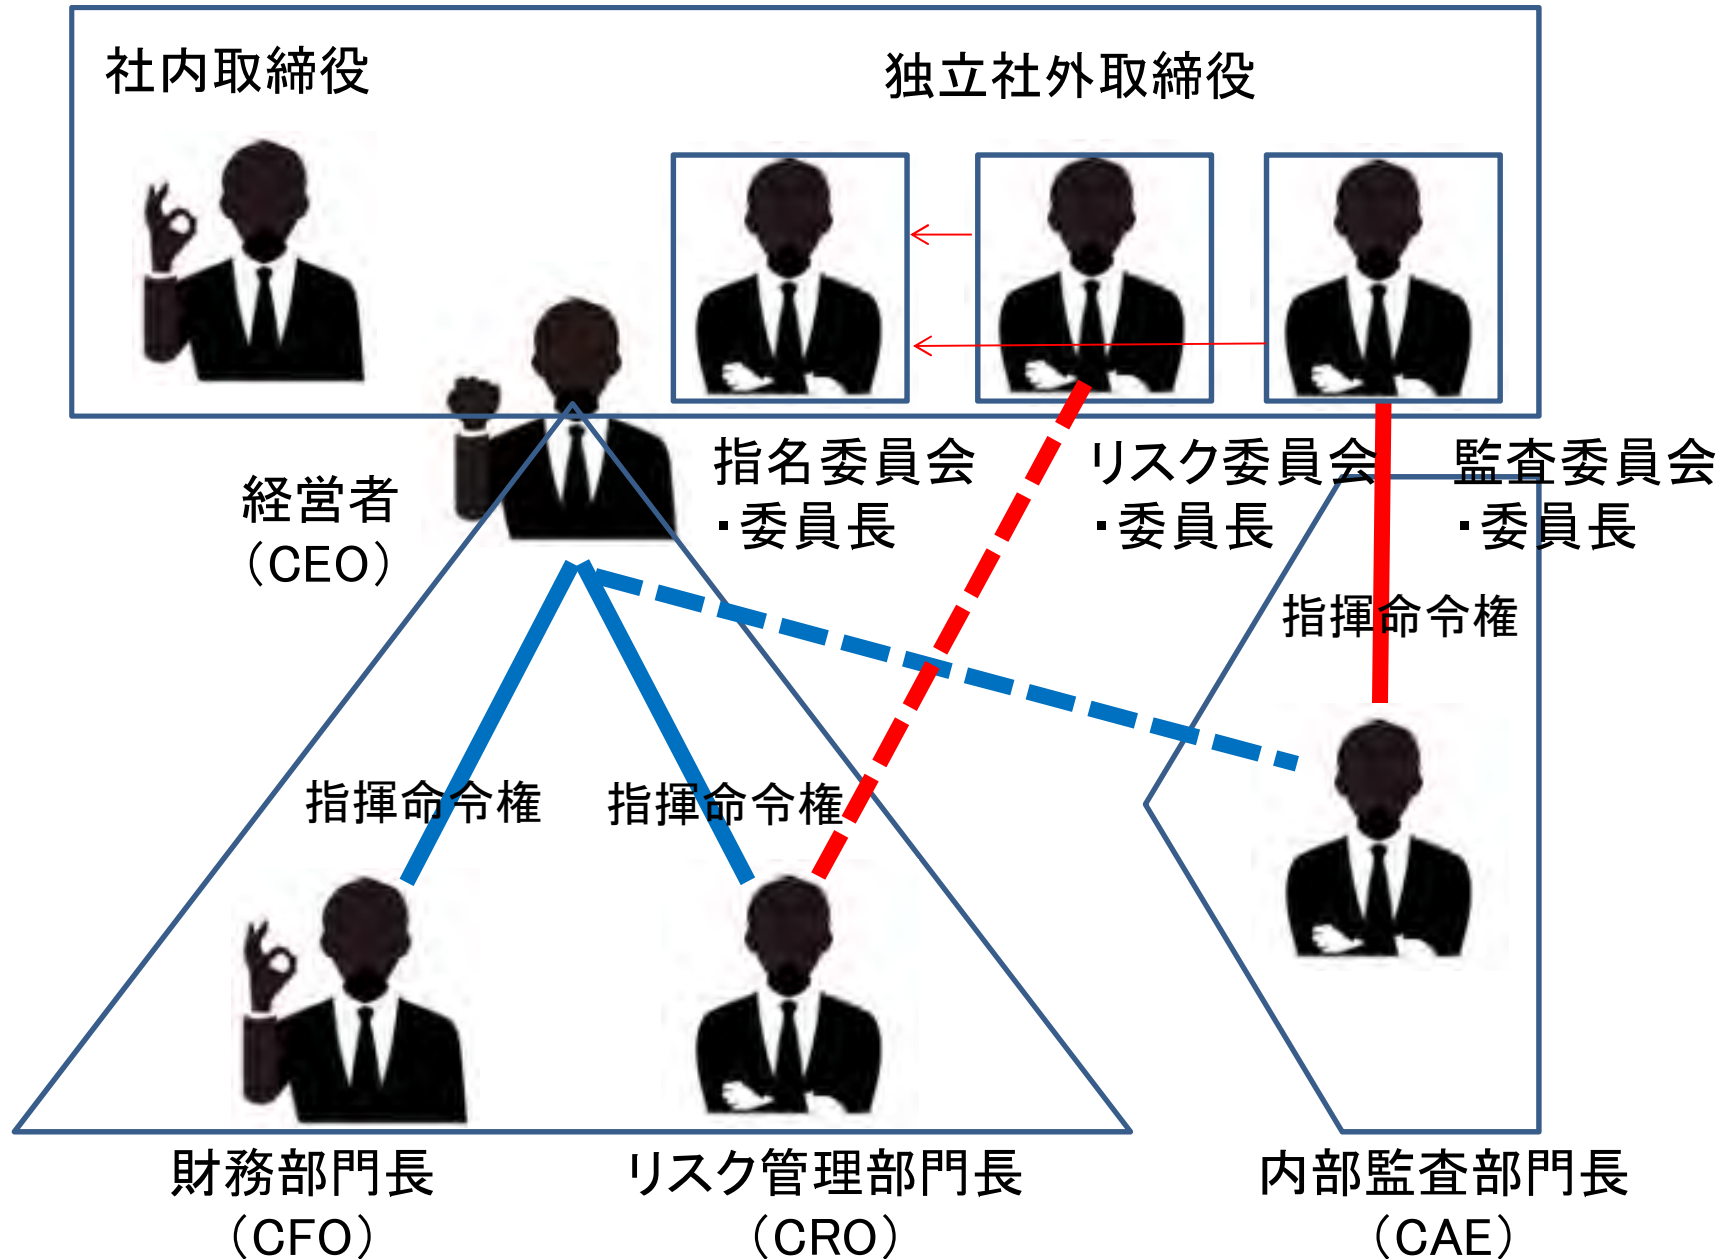 社内取締役
独立社外取締役
経営者
（CEO）
指名委員会
・委員長
リスク委員会
・委員長
監査委員会
・委員長
指揮命令権
指揮命令権
指揮命令権
財務部門長
（CFO）
リスク管理部門長
（CRO）
内部監査部門長
（CAE）